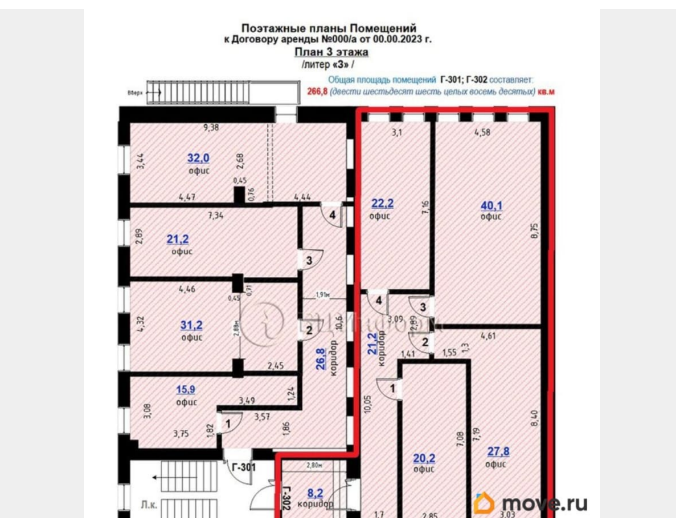 Поэтажные планы Помещений
к Договору аренды №000/а от 00.00.2023 г.
План 3 этажа
/литер «З» /
Общая площадь помещений Г-301; Г-302 составляет:
266,8 (двести шестьдесят шесть целых восемь десятых) кв.м
Вверх
9,38
3,44
32,0
офис
2,68
0,45
0,76
4,47
4,44
4
3,1
22,2
офис
7,16
4,58
40,1
офис
8,75
7,34
2,89
21,2
офис
3
4,46
0,45
0,71
4,32
31,2
офис
2,88м
2,45
1,91м
10,6
2
26,8
коридор
4
3,09
2,89
3
21,2
коридор
2
1,41
1,55
1,3
4,61
15,9
офис
3,08
3,49
1,24
3,57
3,75
1,82
1
1,86
10,05
1
7,08
7,19
8,40
20,2
офис
27,8
офис
Г-301
2,80м
Г-302
8,2
коридор
Л.к.
1,7
2,85
3,03
move.ru